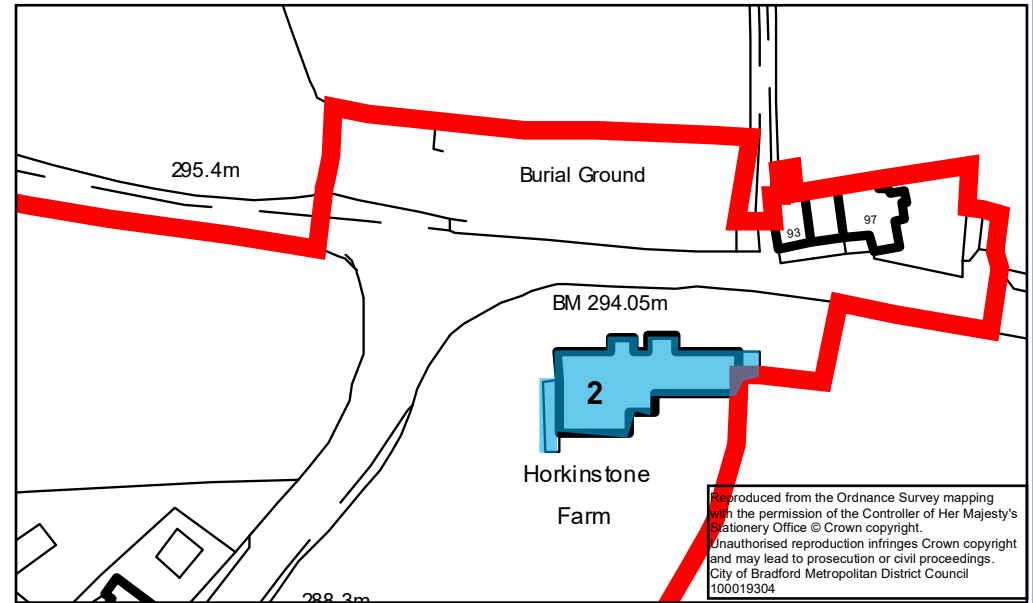 295.4m
Burial Ground
93
97
BM 294.05m
2
Horkinstone
Farm
288.3m
Reproduced from the Ordnance Survey mapping
with the permission of the Controller of Her Majesty's
Stationery Office © Crown copyright.
Unauthorised reproduction infringes Crown copyright
and may lead to prosecution or civil proceedings.
City of Bradford Metropolitan District Council
100019304